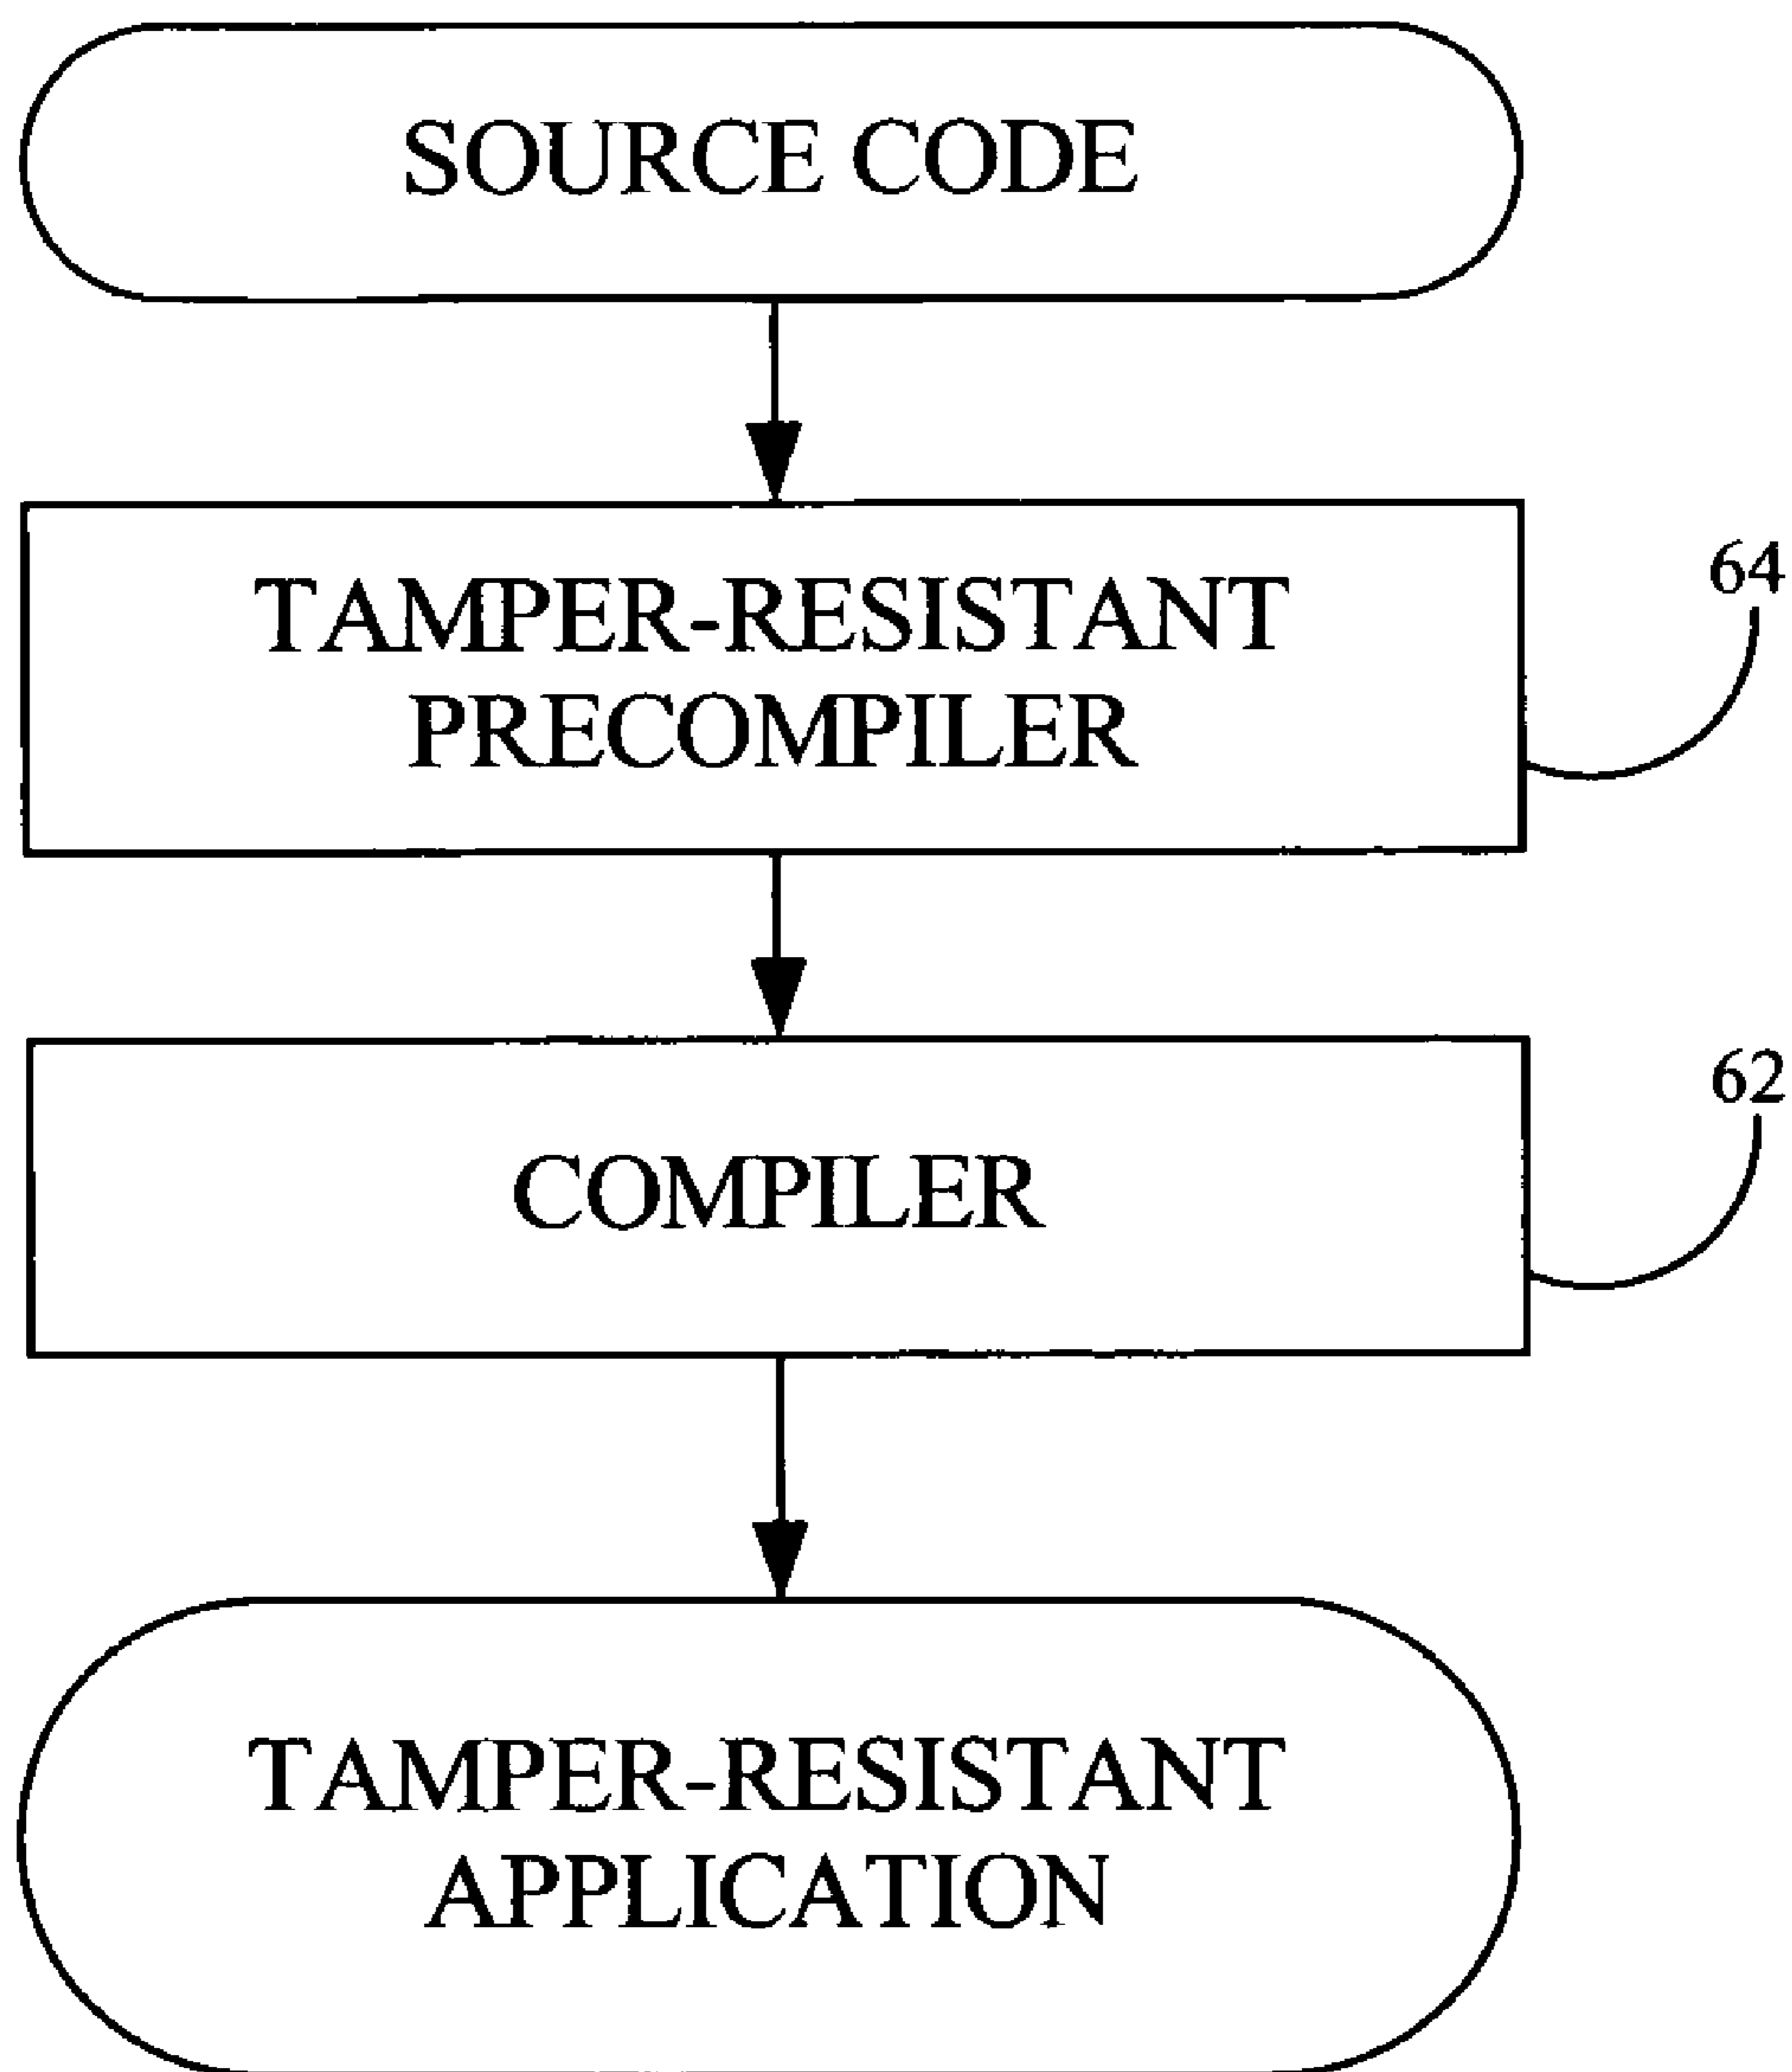 SOURCE CODE
TAMPER-RESISTANT
PRECOMPILER
64
COMPILER
62
TAMPER-RESISTANT
APPLICATION